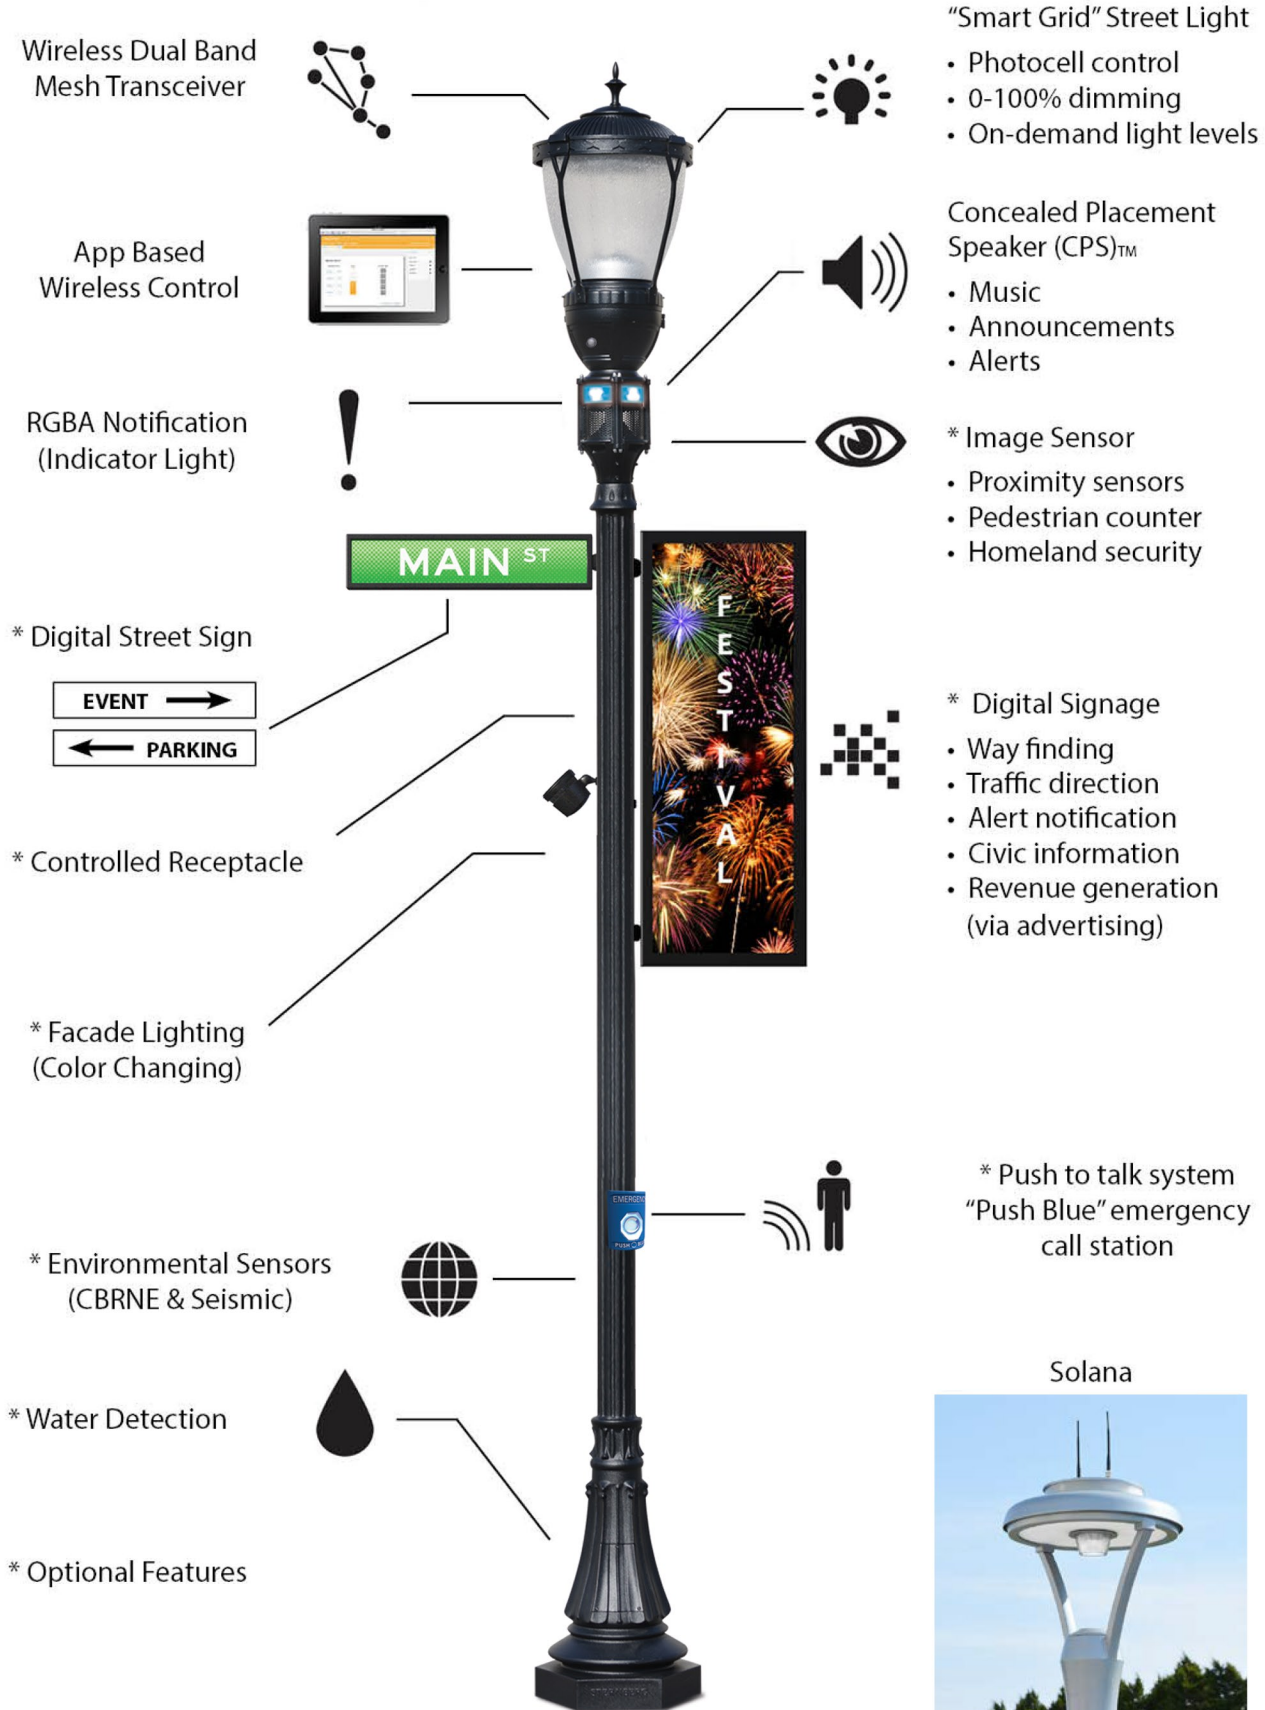 Wireless Dual Band
Mesh Transceiver
"Smart Grid" Street Light
• Photocell control
• 0-100% dimming
• On-demand light levels
App Based
Wireless Control
Concealed Placement
Speaker (CPS)TM
• Music
• Announcements
• Alerts
RGBA Notification
(Indicator Light)
* Image Sensor
• Proximity sensors
• Pedestrian counter
• Homeland security
MAIN ST
FESTIVAL
* Digital Street Sign
EVENT
PARKING
* Digital Signage
• Way finding
• Traffic direction
• Alert notification
• Civic information
• Revenue generation
(via advertising)
* Controlled Receptacle
* Facade Lighting
(Color Changing)
* Push to talk system
"Push Blue" emergency
call station
PUSH
* Environmental Sensors
(CBRNE & Seismic)
* Water Detection
* Optional Features
Solana